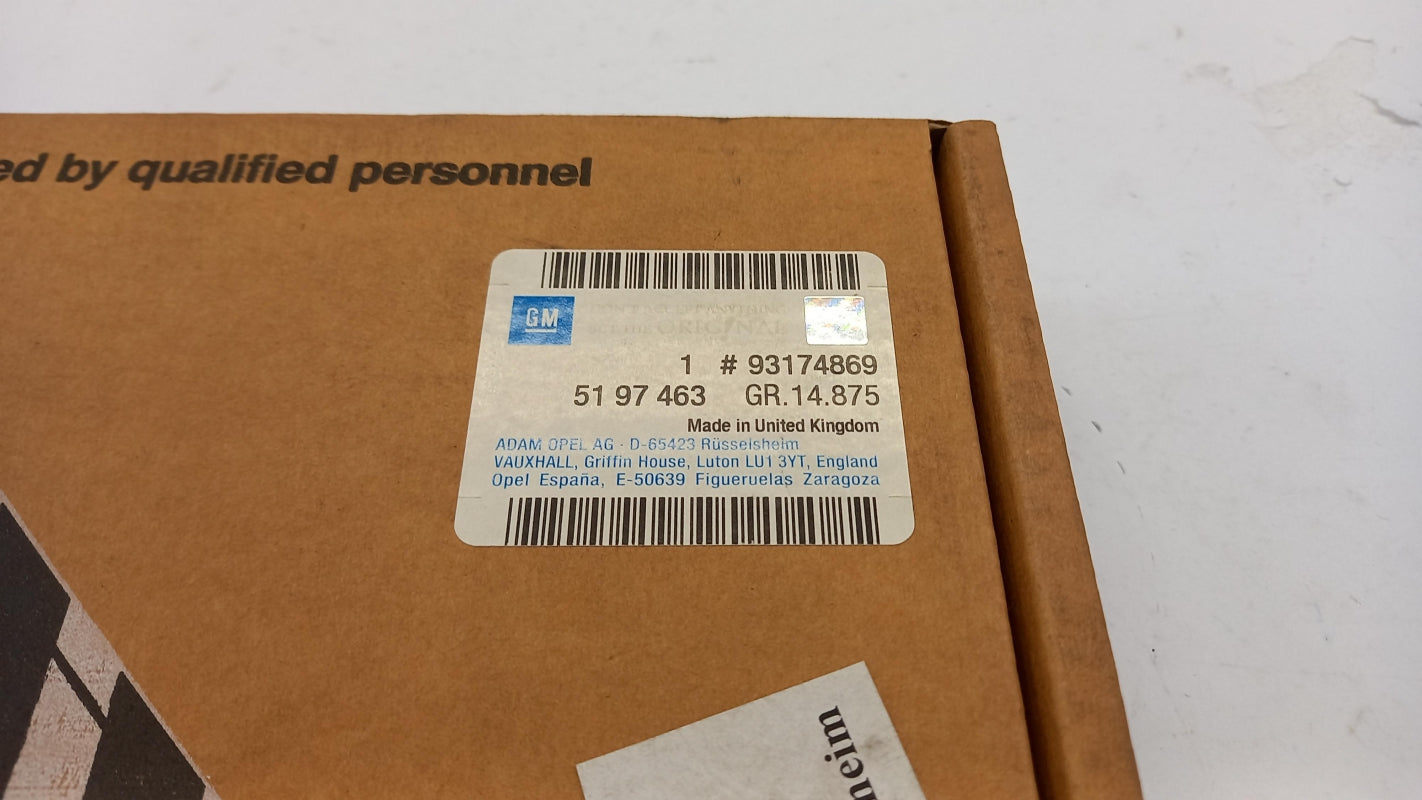 ed by qualified personnel
GM
ORIGINAL
1 # 93174869
51 97 463 GR.14.875
Made in United Kingdom
ADAM OPEL AG · D-65423 Rüsselsheim
VAUXHALL, Griffin House, Luton LU1 3YT, England
Opel España, E-50639 Figueruelas Zaragoza
heim